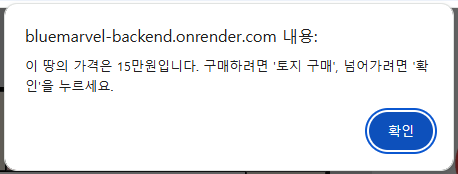 bluemarvel-backend.onrender.com 내용:
이 땅의 가격은 15만원입니다. 구매하려면 '토지 구매', 넘어가려면 '확
인'을 누르세요.
확인